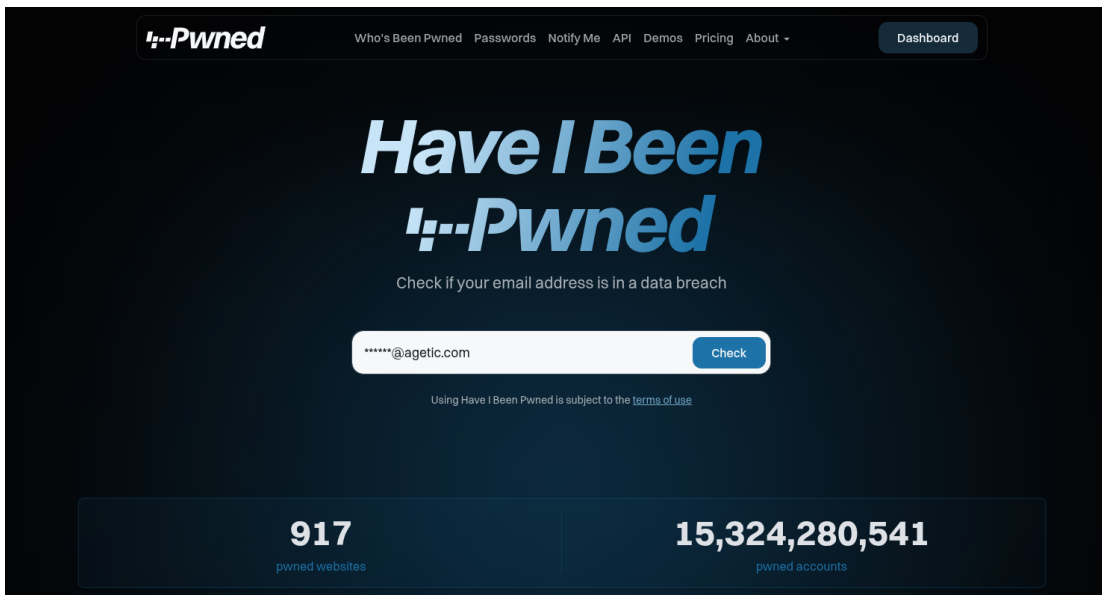 Pwned
Who's Been Pwned Passwords Notify Me API Demos Pricing About
Dashboard
Have I Been
Pwned
Check if your email address is in a data breach
******@agetic.com
Check
Using Have I Been Pwned is subject to the terms of use
917
pwned websites
15,324,280,541
pwned accounts